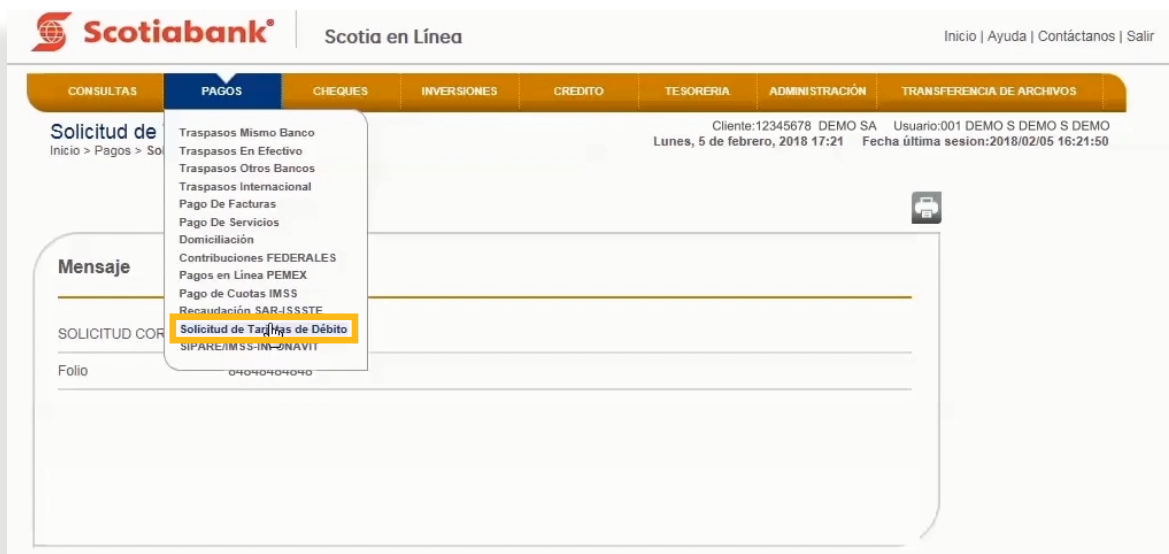 Scotiabank® Scotia en Línea Inicio | Ayuda | Contáctanos | Salir
CONSULTAS PAGOS CHEQUES INVERSIONES CREDITO TESORERIA ADMINISTRACIÓN TRANSFERENCIA DE ARCHIVOS
Solicitud de
Inicio > Pagos > Sol
Cliente:12345678 DEMO SA Usuario:001 DEMO S DEMO S DEMO
Lunes, 5 de febrero, 2018 17:21 Fecha última sesion:2018/02/05 16:21:50
Traspasos Mismo Banco
Traspasos En Efectivo
Traspasos Otros Bancos
Traspasos Internacional
Pago De Facturas
Pago De Servicios
Domiciliación
Contribuciones FEDERALES
Pagos en Línea PEMEX
Pago de Cuotas IMSS
Recaudación SAR-ISSSTE
Solicitud de Tarjetas de Débito
SIPARE/IMSS-INFONAVIT
Mensaje
SOLICITUD COR
Folio